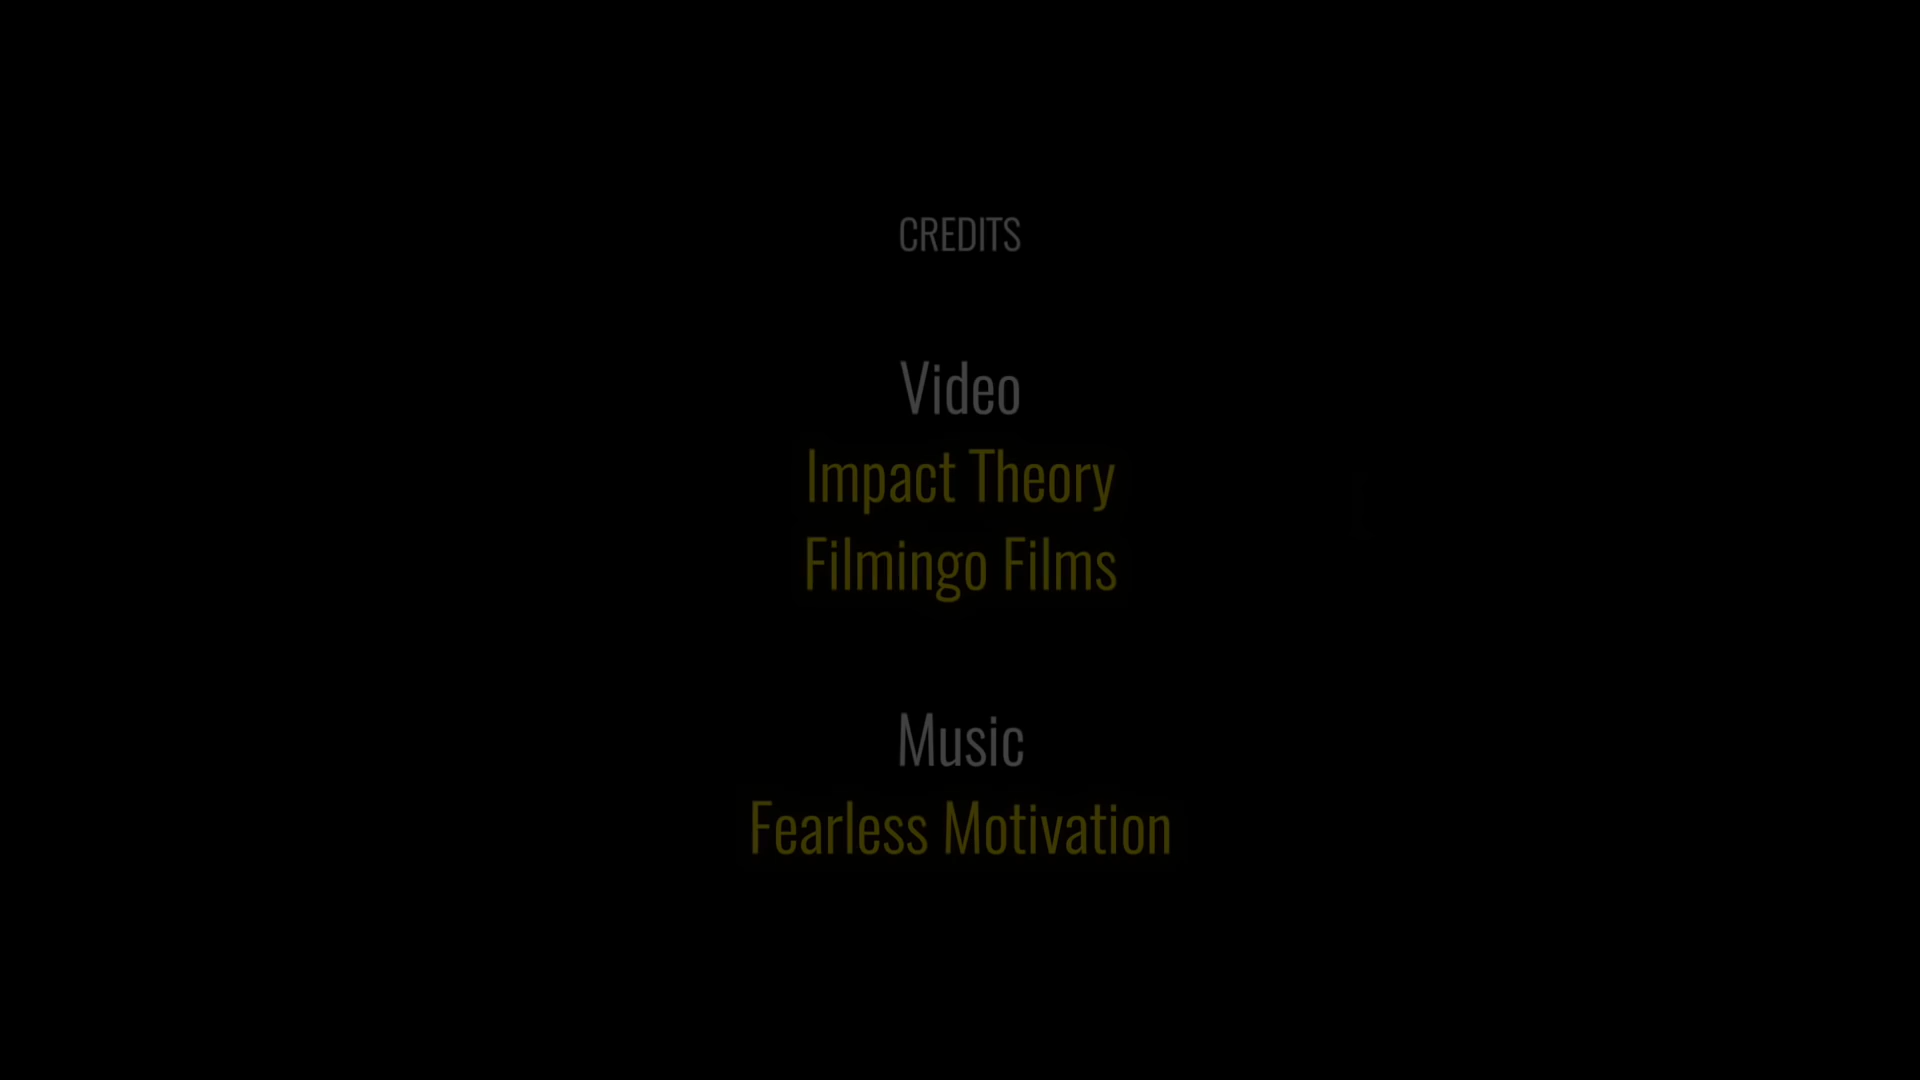 CREDITS
Video
Impact Theory
Filmingo Films
Music
Fearless Motivation